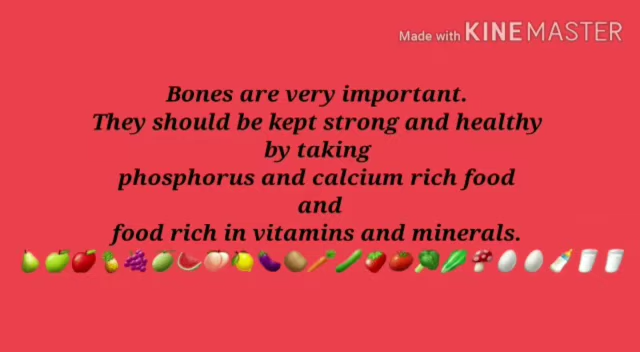 Made with KINEMASTER
Bones are very important.
They should be kept strong and healthy
by taking
phosphorus and calcium rich food
and
food rich in vitamins and minerals.